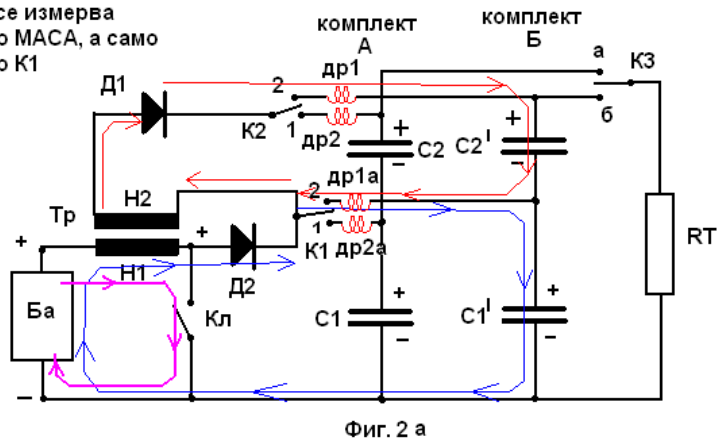 се измерва
о МАСА, а само
о К1
комплект
А
комплект
Б
Д1
2
др1
К2
1
др2
+
С2
−
+
С2I
−
а
К3
б
Н2
Тр
+
Н1
+
Д2
2
др1а
1
К1
др2а
RT
Ба
Кл
+
С1
−
+
С1I
−
−
Фиг. 2 а